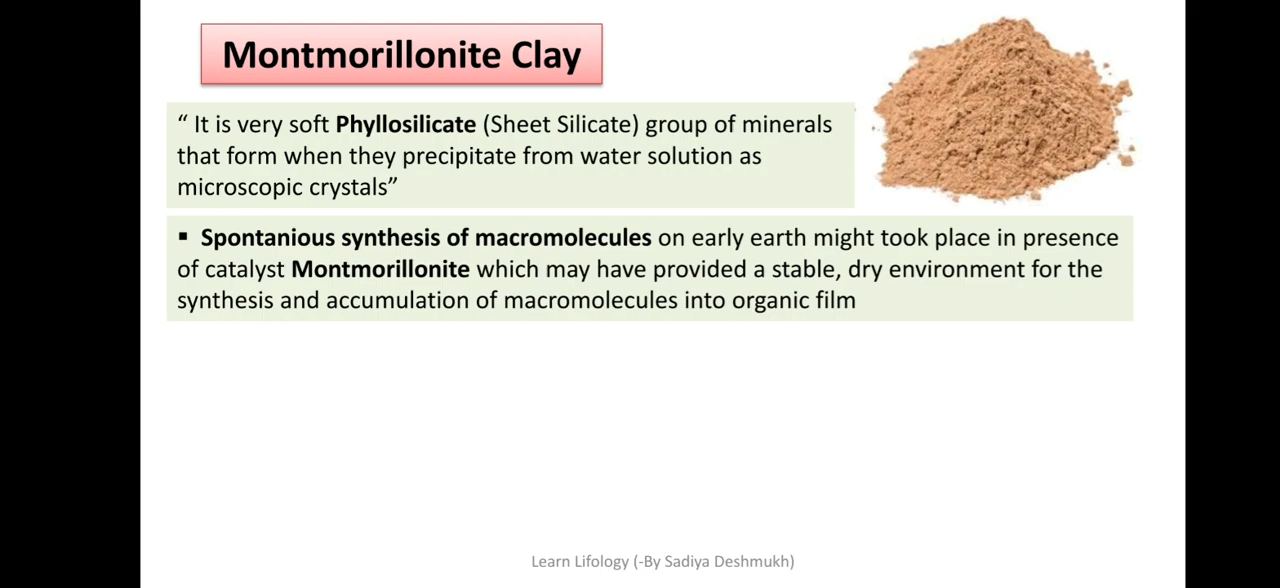 Montmorillonite Clay
“ It is very soft Phyllosilicate (Sheet Silicate) group of minerals
that form when they precipitate from water solution as
microscopic crystals”
▪ Spontanious synthesis of macromolecules on early earth might took place in presence
of catalyst Montmorillonite which may have provided a stable, dry environment for the
synthesis and accumulation of macromolecules into organic film
Learn Lifology (-By Sadiya Deshmukh)